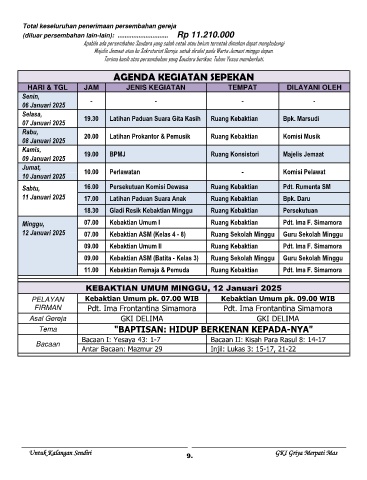 Total keseluruhan penerimaan persembahan gereja
(diluar persembahan lain-lain): ........................ Rp 11.210.000
Apabila ada persembahan Saudara yang salah catat atau belum tercatat dimohon dapat menghubungi
Majelis Jemaat atau ke Sekretariat Gereja untuk diralat pada Warta Jemaat minggu depan
Terima kasih atas persembahan yang Saudara berikan. Tuhan Yesus memberkati.
AGENDA KEGIATAN SEPEKAN
HARI & TGL JAM JENIS KEGIATAN TEMPAT DILAYANI OLEH
Senin,
06 Januari 2025 - - - -
Selasa,
07 Januari 2025 19.30 Latihan Paduan Suara Gita Kasih Ruang Kebaktian Bpk. Marsudi
Rabu,
08 Januari 2025 20.00 Latihan Prokantor & Pemusik Ruang Kebaktian Komisi Musik
Kamis,
09 Januari 2025 19.00 BPMJ Ruang Konsistori Majelis Jemaat
Jumat,
10 Januari 2025 10.00 Perlawatan - Komisi Pelawat
Sabtu,
11 Januari 2025 16.00 Persekutuan Komisi Dewasa Ruang Kebaktian Pdt. Rumenta SM
17.00 Latihan Paduan Suara Anak Ruang Kebaktian Bpk. Daru
18.30 Gladi Resik Kebaktian Minggu Ruang Kebaktian Persekutuan
Minggu,
12 Januari 2025 07.00 Kebaktian Umum I Ruang Kebaktian Pdt. Ima F. Simamora
07.00 Kebaktian ASM (Kelas 4 - 8) Ruang Sekolah Minggu Guru Sekolah Minggu
09.00 Kebaktian Umum II Ruang Kebaktian Pdt. Ima F. Simamora
09.00 Kebaktian ASM (Batita - Kelas 3) Ruang Sekolah Minggu Guru Sekolah Minggu
11.00 Kebaktian Remaja & Pemuda Ruang Kebaktian Pdt. Ima F. Simamora
KEBAKTIAN UMUM MINGGU, 12 Januari 2025
PELAYAN FIRMAN Kebaktian Umum pk. 07.00 WIB Kebaktian Umum pk. 09.00 WIB
Pdt. Ima Frontantina Simamora Pdt. Ima Frontantina Simamora
Asal Gereja GKI DELIMA GKI DELIMA
Tema "BAPTISAN: HIDUP BERKENAN KEPADA-NYA"
Bacaan Bacaan I: Yesaya 43: 1-7 Bacaan II: Kisah Para Rasul 8: 14-17
Antar Bacaan: Mazmur 29 Injil: Lukas 3: 15-17, 21-22
Untuk Kalangan Sendiri 9. GKI Griya Merpati Mas